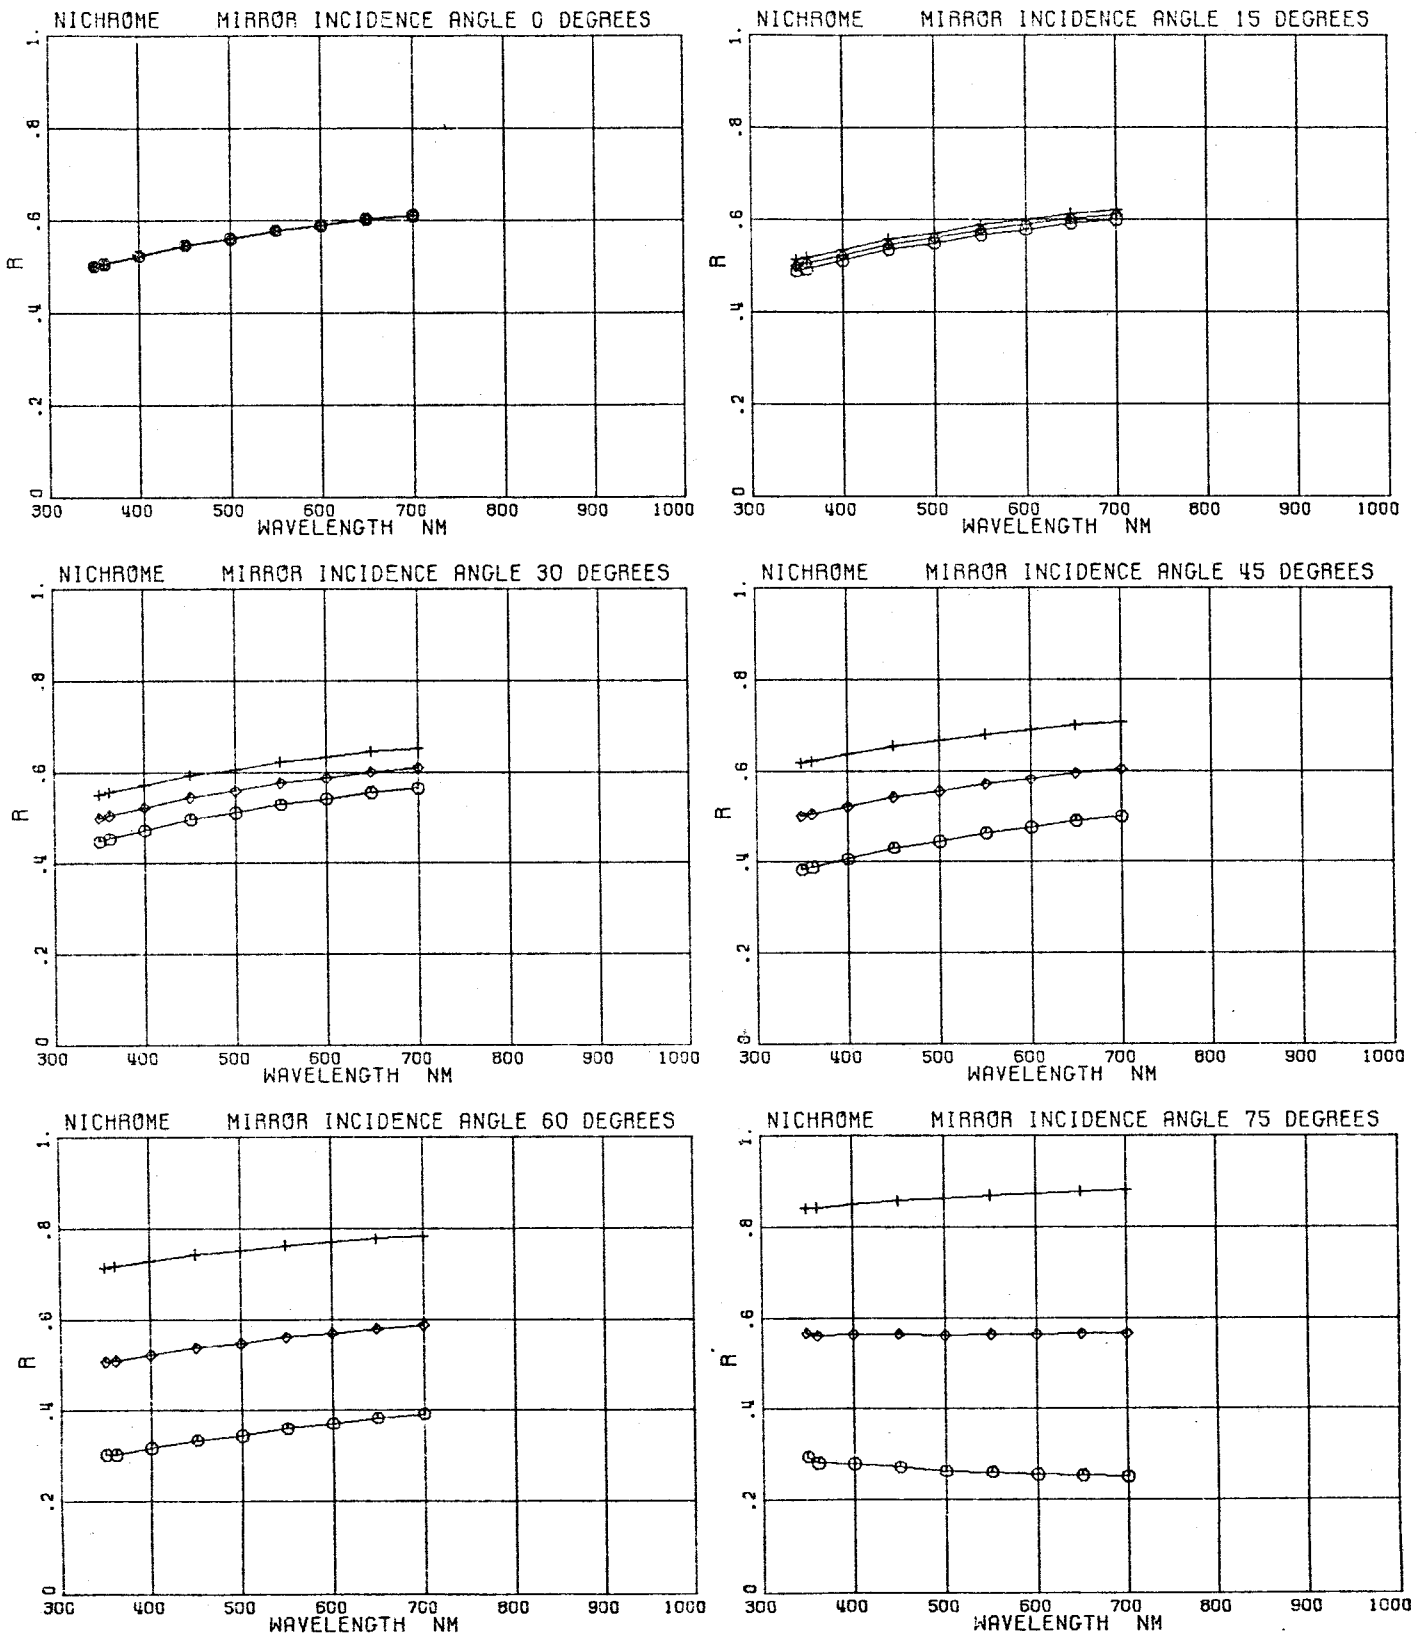 NICHROME MIRROR INCIDENCE ANGLE 0 DEGREES
1.
.8
.6
.4
.2
0
R
300 400 500 600 700 800 900 1000
WAVELENGTH NM
NICHROME MIRROR INCIDENCE ANGLE 15 DEGREES
1.
.8
.6
.4
.2
0
R
300 400 500 600 700 800 900 1000
WAVELENGTH NM
NICHROME MIRROR INCIDENCE ANGLE 30 DEGREES
1.
.8
.6
.4
.2
0
R
300 400 500 600 700 800 900 1000
WAVELENGTH NM
NICHROME MIRROR INCIDENCE ANGLE 45 DEGREES
1.
.8
.6
.4
.2
0
R
300 400 500 600 700 800 900 1000
WAVELENGTH NM
NICHROME MIRROR INCIDENCE ANGLE 60 DEGREES
1.
.8
.6
.4
.2
0
R
300 400 500 600 700 800 900 1000
WAVELENGTH NM
NICHROME MIRROR INCIDENCE ANGLE 75 DEGREES
1.
.8
.6
.4
.2
0
R
300 400 500 600 700 800 900 1000
WAVELENGTH NM